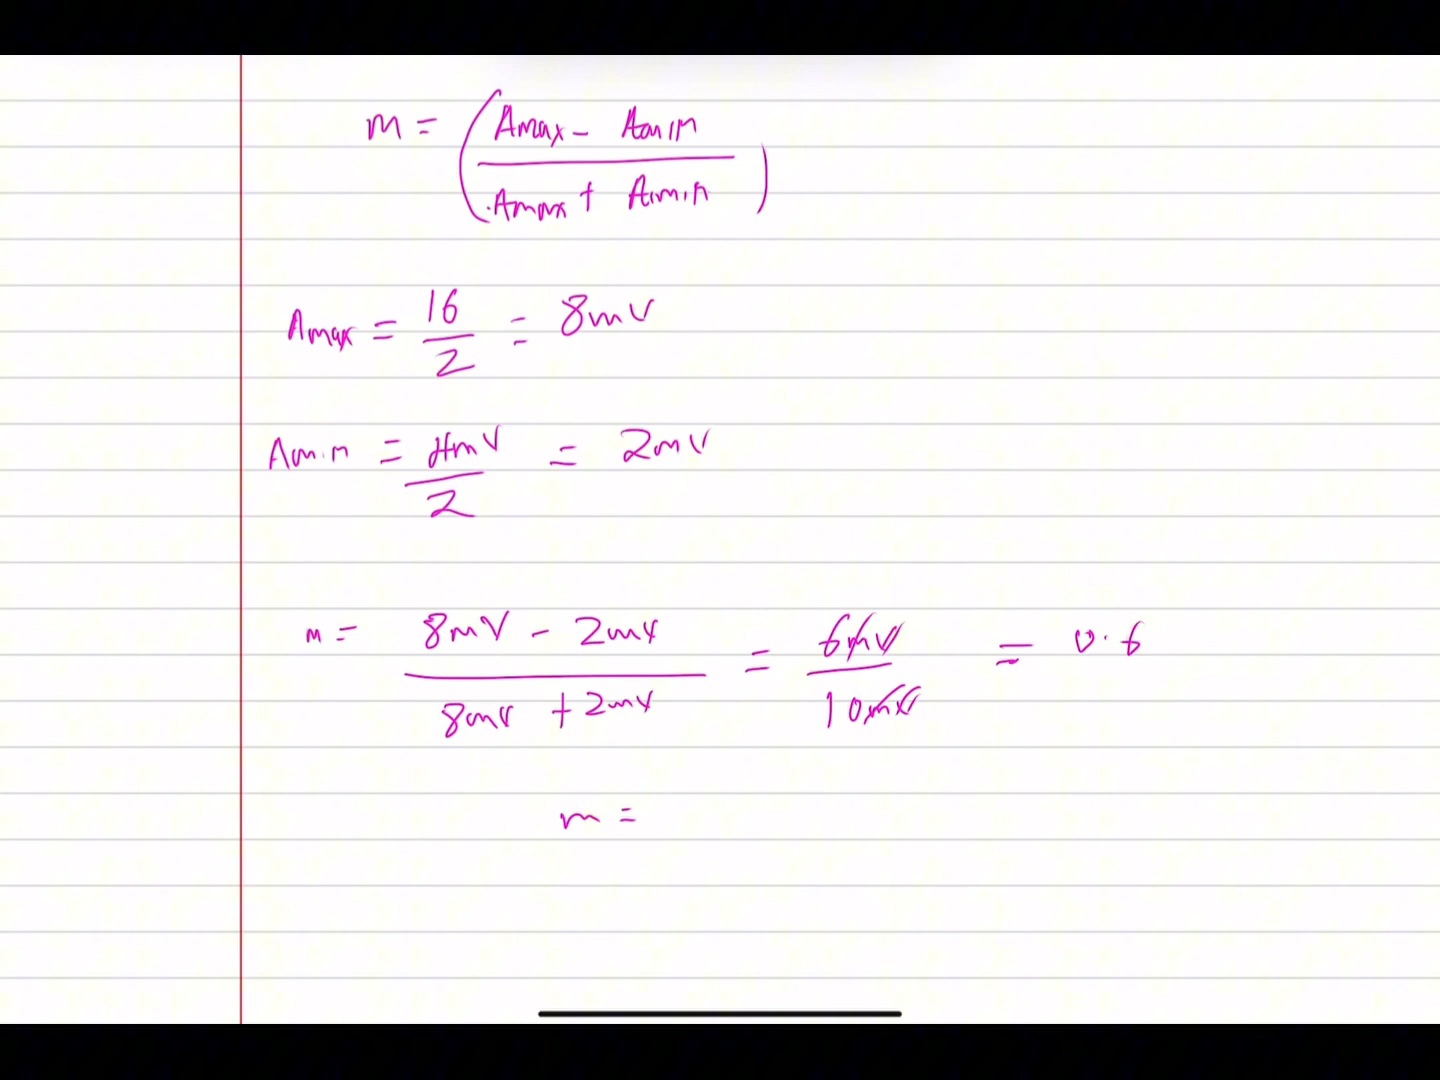 m = (Amax - Amin / Amax + Amin)
Amax = 16/2 = 8mV
Amin = 4mV/2 = 2mV
m = 8mV - 2mV / 8mV + 2mV = 6mV/10mV = 0.6
m =